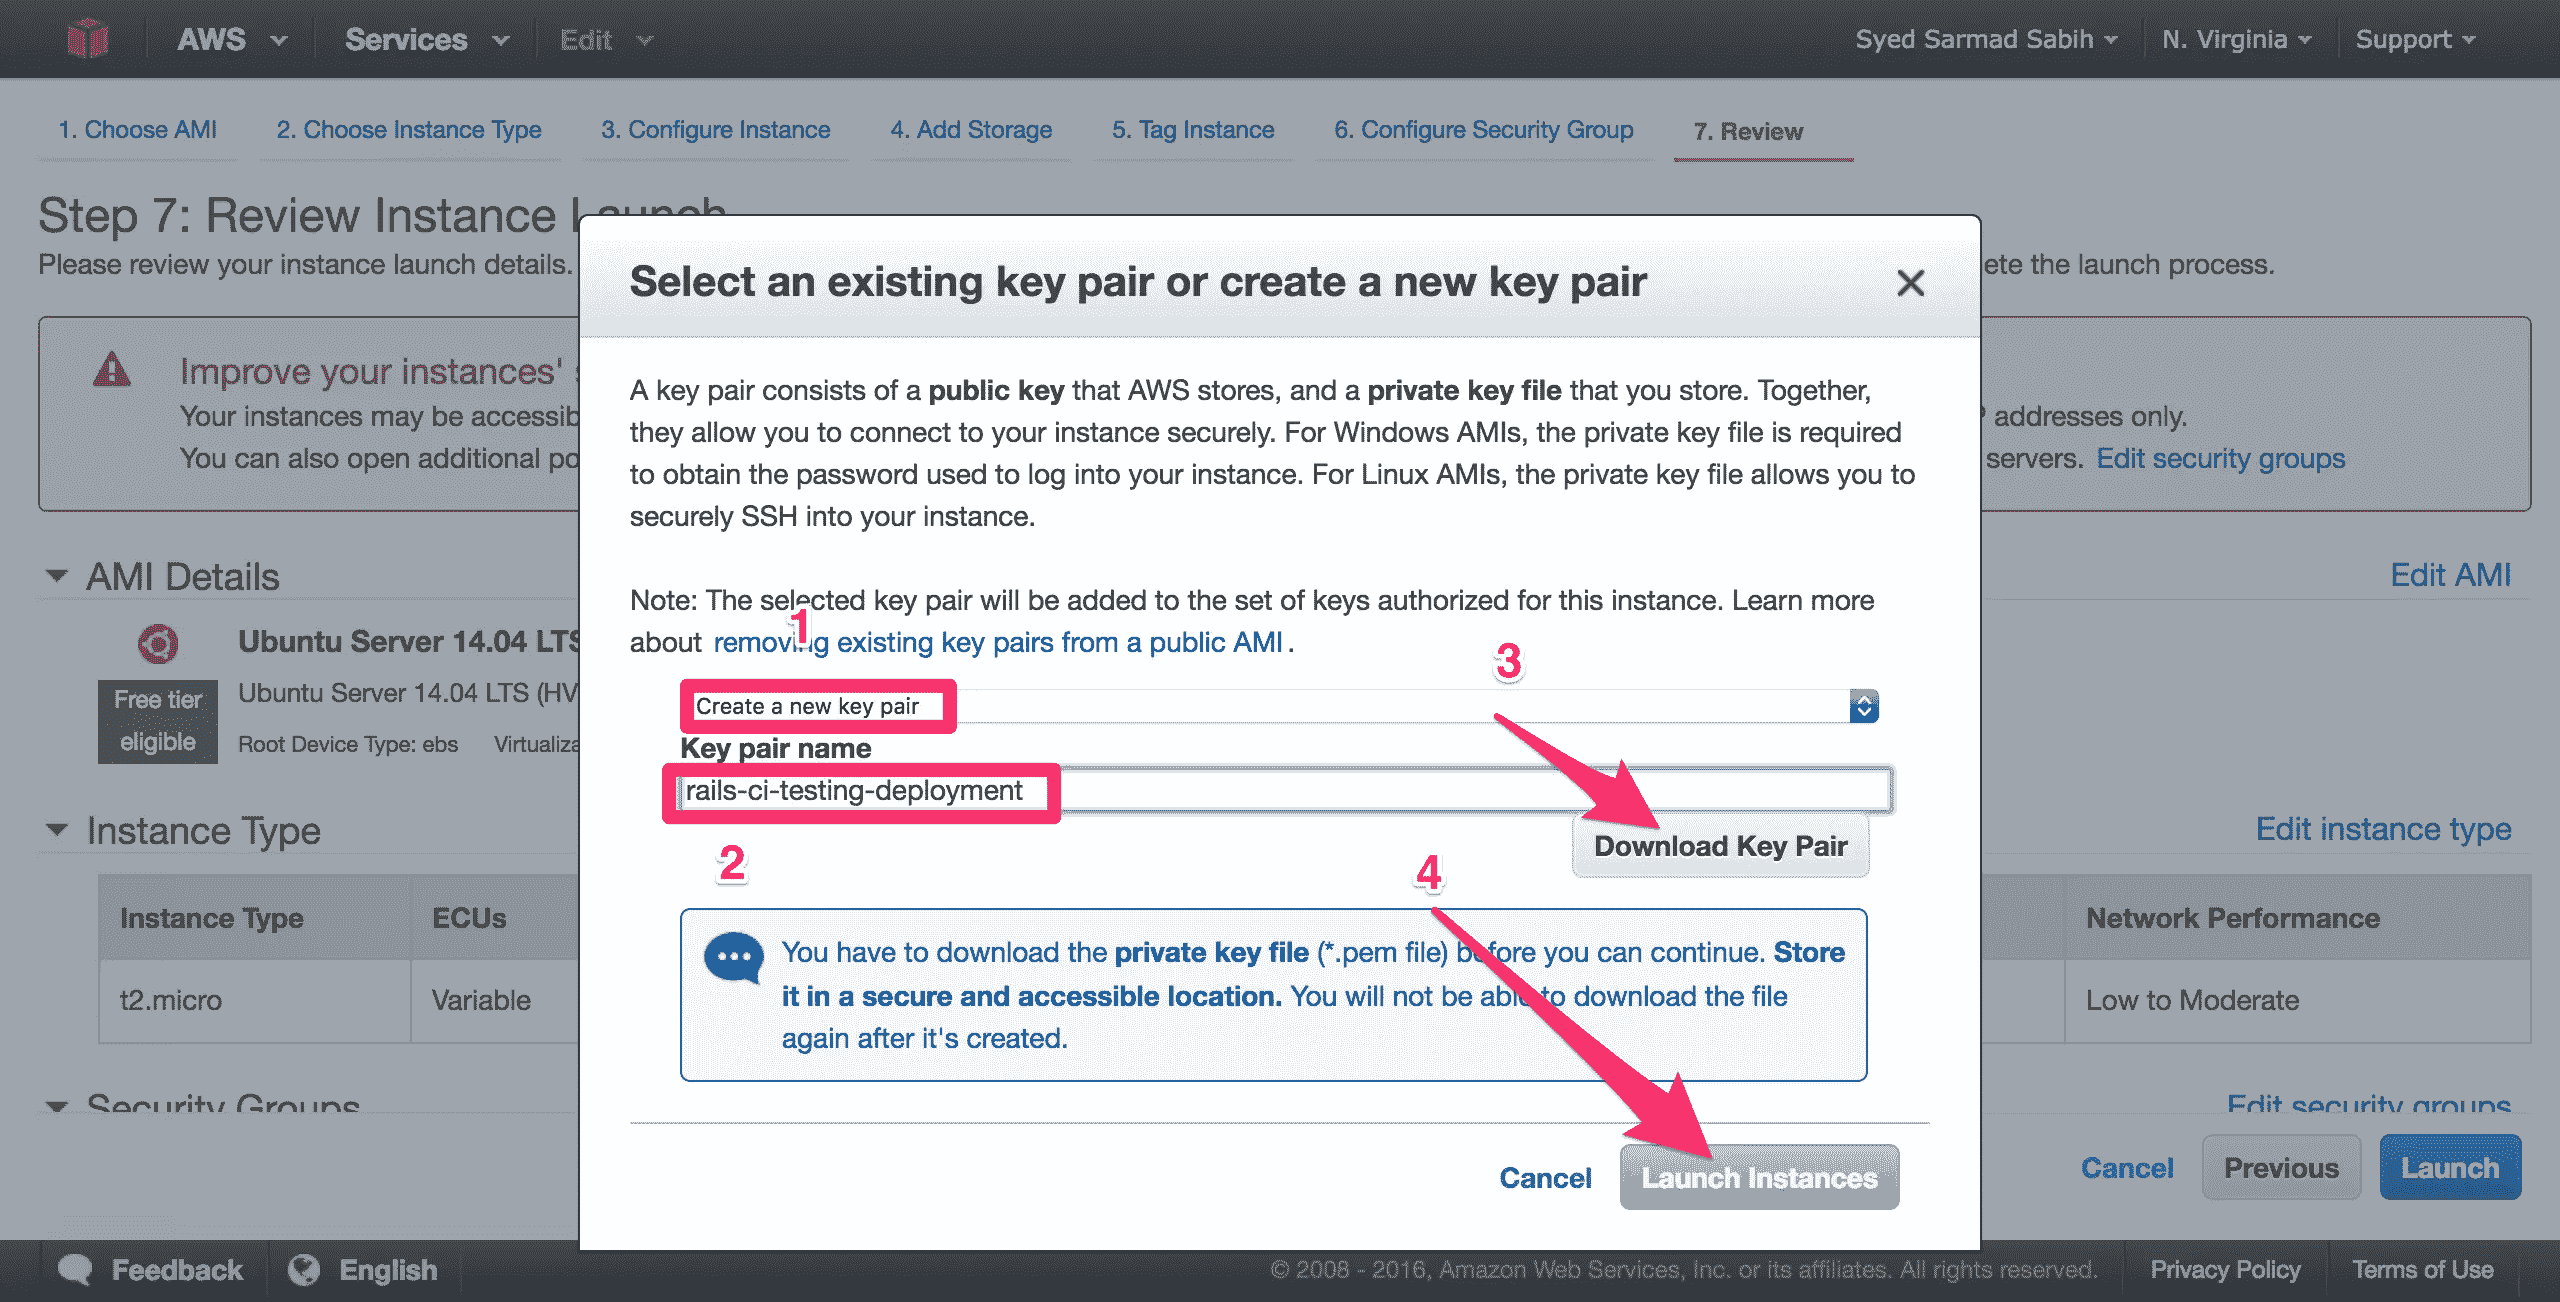 AWS Services Edit Syed Sarmad Sabih N. Virginia Support
1. Choose AMI 2. Choose Instance Type 3. Configure Instance 4. Add Storage 5. Tag Instance 6. Configure Security Group 7. Review
Step 7: Review Instance Launch
Please review your instance launch details. ete the launch process.
Select an existing key pair or create a new key pair
Improve your instances'
Your instances may be accessib addresses only.
You can also open additional po servers. Edit security groups
A key pair consists of a public key that AWS stores, and a private key file that you store. Together,
they allow you to connect to your instance securely. For Windows AMIs, the private key file is required
to obtain the password used to log into your instance. For Linux AMIs, the private key file allows you to
securely SSH into your instance.
Note: The selected key pair will be added to the set of keys authorized for this instance. Learn more
about removing existing key pairs from a public AMI.
1
3
Create a new key pair
Key pair name
rails-ci-testing-deployment
2
4
Download Key Pair
You have to download the private key file (*.pem file) before you can continue. Store
it in a secure and accessible location. You will not be able to download the file
again after it's created.
Cancel Launch Instances
AMI Details Edit AMI
Ubuntu Server 14.04 LTS
Free tier
eligible
Ubuntu Server 14.04 LTS (HV
Root Device Type: ebs Virtualiza
Instance Type Edit instance type
Instance Type ECUs Network Performance
t2.micro Variable Low to Moderate
Security Groups Edit security groups
Cancel Previous Launch
Feedback English © 2008 - 2016, Amazon Web Services, Inc. or its affiliates. All rights reserved. Privacy Policy Terms of Use